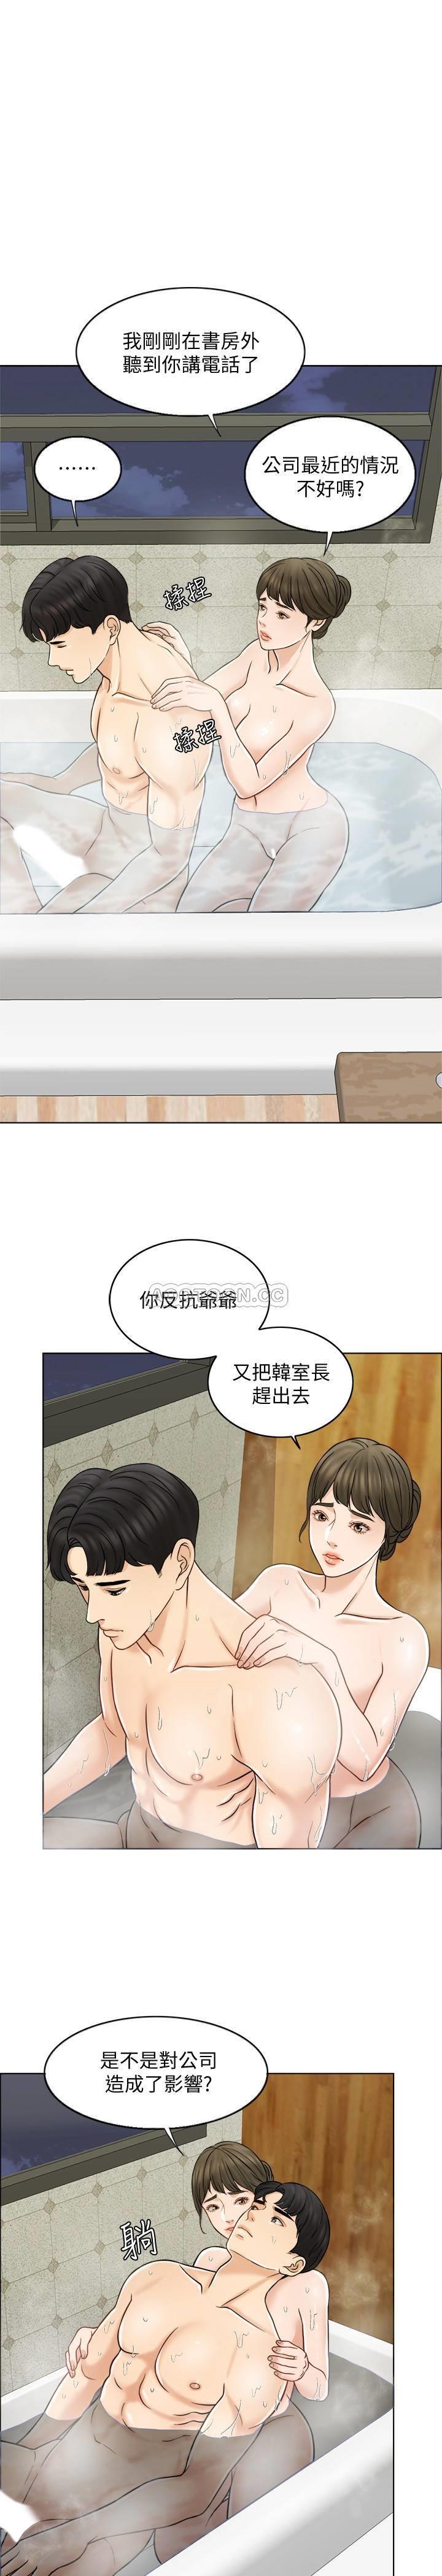 我剛剛在書房外
聽到你講電話了
……
公司最近的情況
不好嗎?
揉捏
揉捏
你反抗爺爺
又把韓室長
趕出去
是不是對公司
造成了影響?
躺